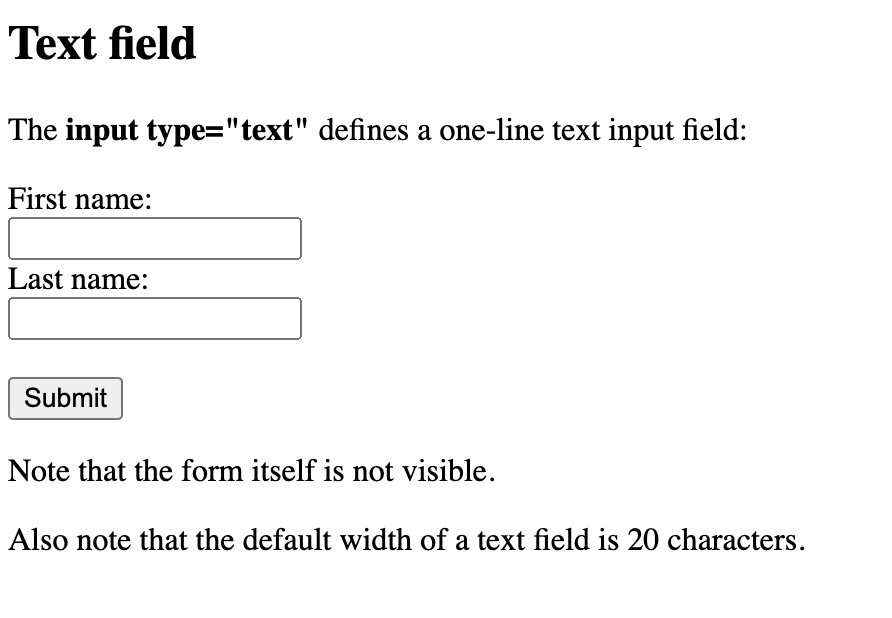 Text field
The input type="text" defines a one-line text input field:
First name:
Last name:
Submit
Note that the form itself is not visible.
Also note that the default width of a text field is 20 characters.